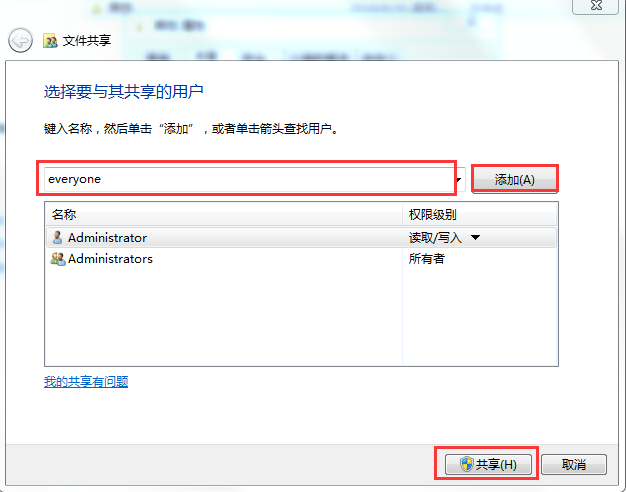 文件共享
选择要与其共享的用户
键入名称，然后单击“添加”，或者单击箭头查找用户。
everyone
添加(A)
名称 权限级别
Administrator 读取/写入
Administrators 所有者
我的共享有问题
共享(H) 取消